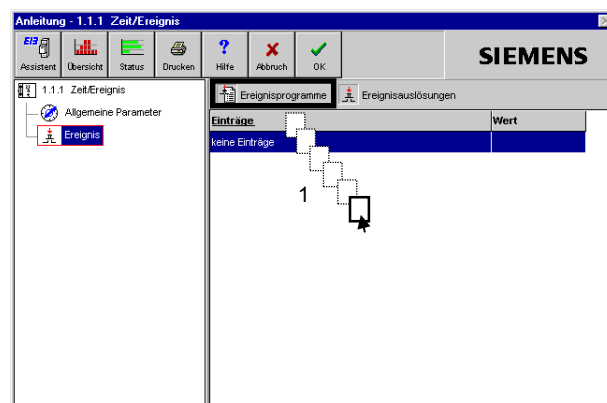 Anleitung - 1.1.1 Zeit/Ereignis
EIB
Assistent Übersicht Status Drucken Hilfe Abbruch OK
SIEMENS
1.1.1 Zeit/Ereignis
Allgemeine Parameter
Ereignis
Ereignisprogramme Ereignisauslösungen
Einträge Wert
keine Einträge
1